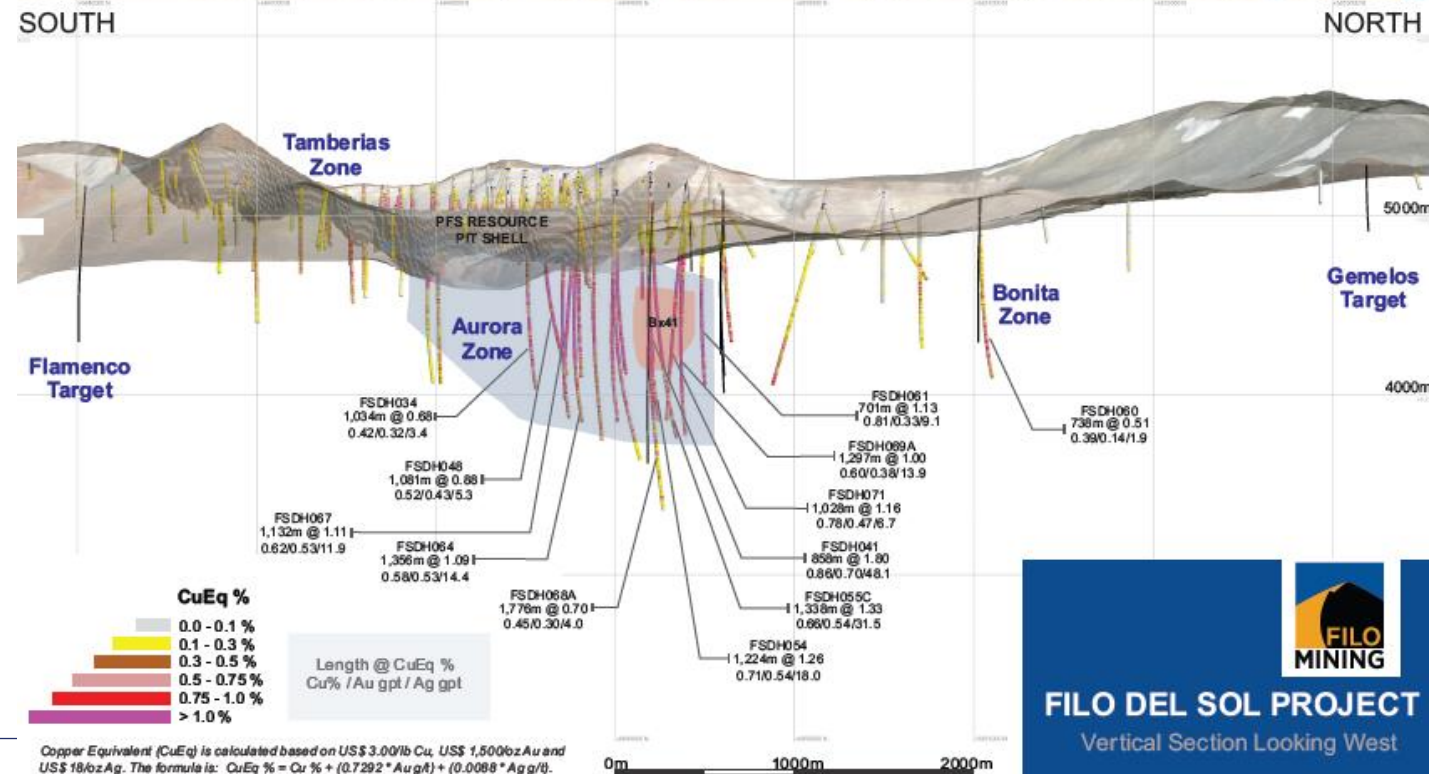 SOUTH
NORTH
Tamberias
Zone
PFS RESOURCE
PIT SHELL
5000m
Gemelos
Target
Bonita
Zone
Aurora
Zone
Bx41
Flamenco
Target
4000m
FSDH034
1,034m @ 0.68
0.42/0.32/3.4
FSDH061
701m @ 1.13
0.81/0.33/9.1
FSDH060
738m @ 0.51
0.39/0.14/1.9
FSDH069A
1,297m @ 1.00
0.60/0.38/13.9
FSDH048
1,081m @ 0.88
0.52/0.43/5.3
FSDH071
1,028m @ 1.16
0.78/0.47/6.7
FSDH067
1,132m @ 1.11
0.62/0.53/11.9
FSDH064
1,356m @ 1.09
0.58/0.53/14.4
FSDH041
858m @ 1.80
0.86/0.70/48.1
FSDH068A
1,776m @ 0.70
0.45/0.30/4.0
FSDH055C
1,338m @ 1.33
0.66/0.54/31.5
FSDH054
1,224m @ 1.26
0.71/0.54/18.0
CuEq %
0.0 - 0.1 %
0.1 - 0.3 %
0.3 - 0.5 %
0.5 - 0.75 %
0.75 - 1.0 %
> 1.0 %
Length @ CuEq %
Cu% / Au gpt / Ag gpt
FILO
MINING
FILO DEL SOL PROJECT
Vertical Section Looking West
Copper Equivalent (CuEq) is calculated based on US$ 3.00/lb Cu, US$ 1,500/oz Au and
US$ 18/oz Ag. The formula is: CuEq % = Cu % + (0.7292 * Au g/t) + (0.0088 * Ag g/t).
0m
1000m
2000m